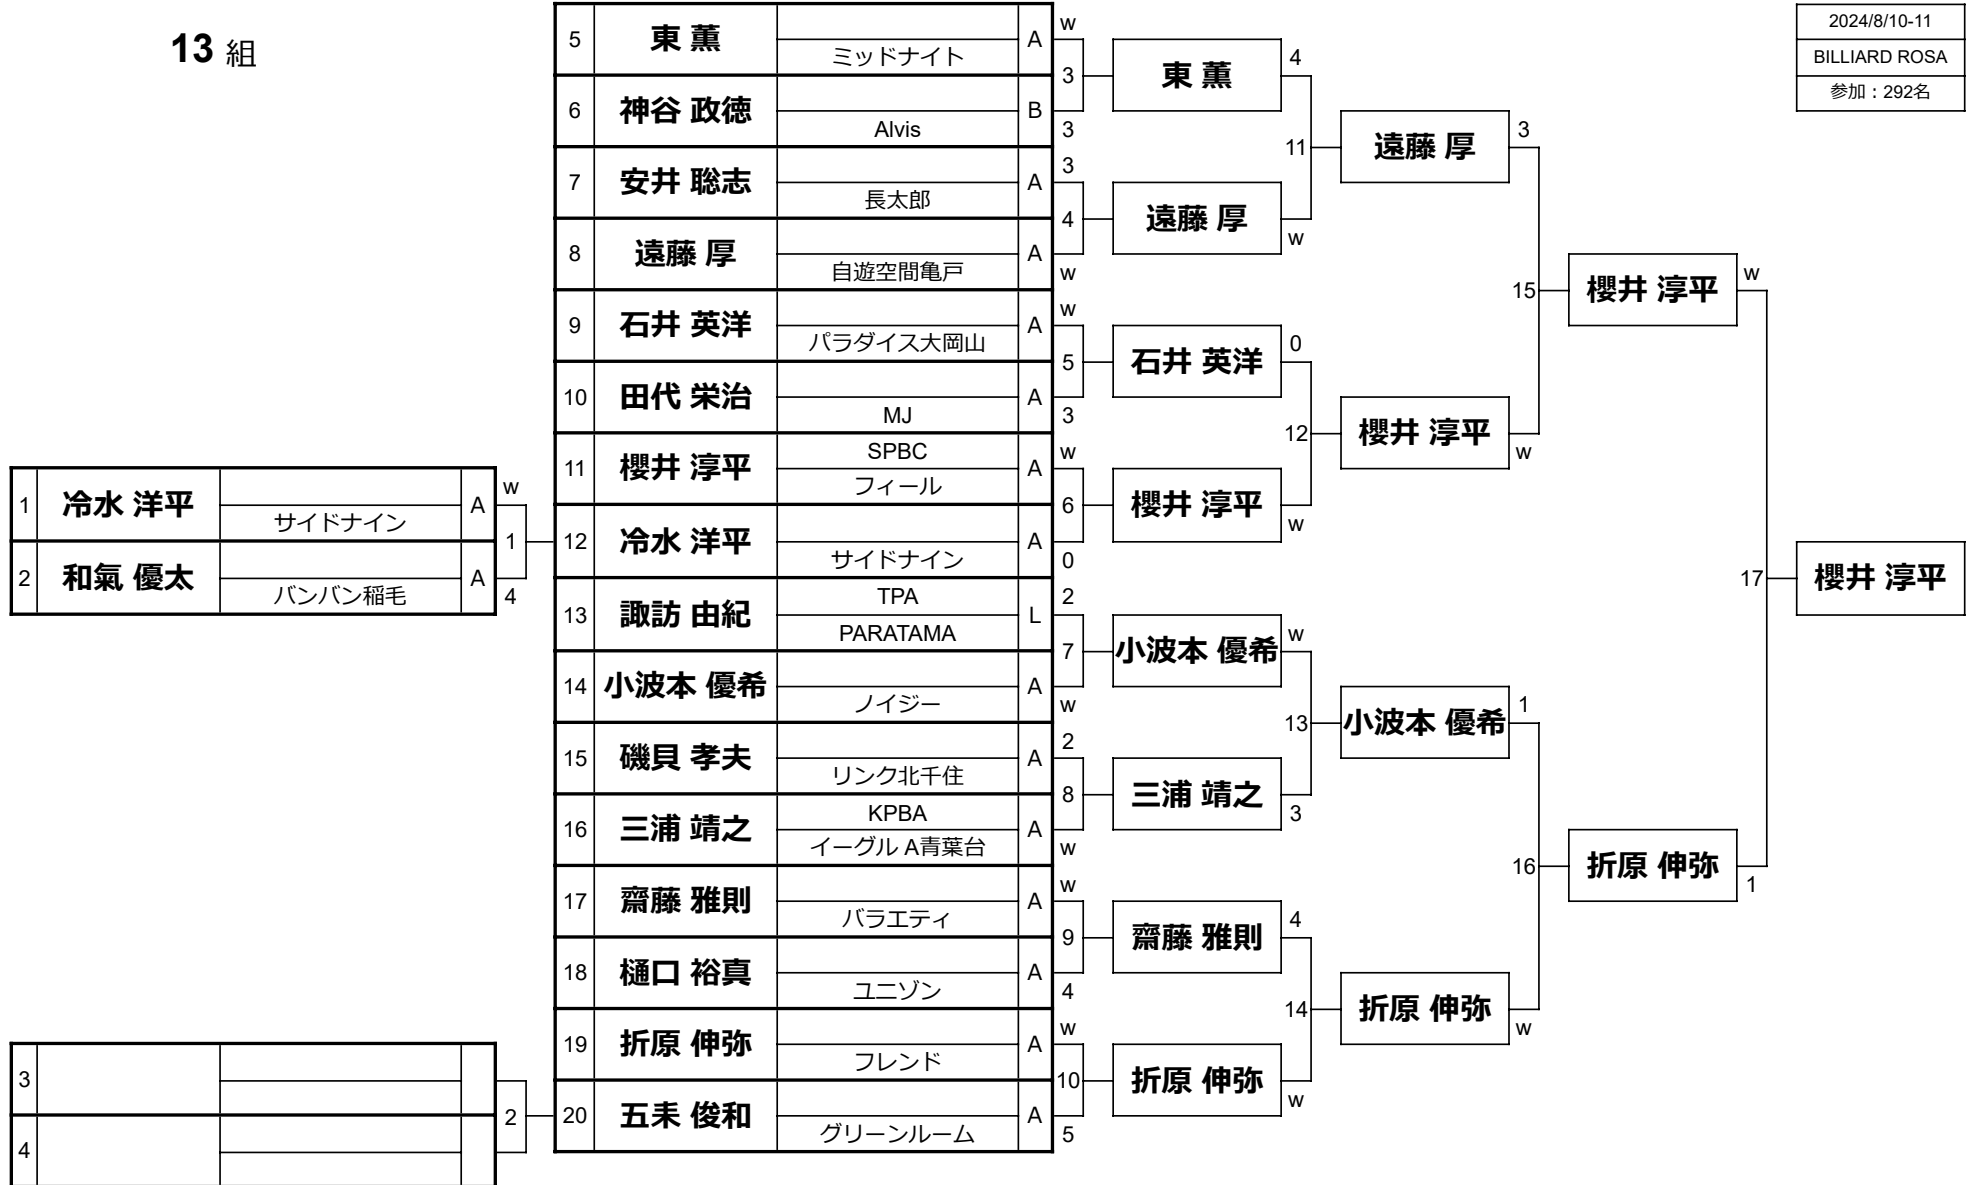 13 組
2024/8/10-11
BILLIARD ROSA
参加：292名
1 冷水 洋平 サイドナイン A w
1
2 和氣 優太 バンバン稲毛 A 4
3
2
4
5 東 薫 ミッドナイト A w
3
6 神谷 政徳 Alvis B 3
7 安井 聡志 長太郎 A 3
4
8 遠藤 厚 自遊空間亀戸 A w
9 石井 英洋 パラダイス大岡山 A w
5
10 田代 栄治 MJ A 3
11 櫻井 淳平 SPBC フィール A w
6
12 冷水 洋平 サイドナイン A 0
13 諏訪 由紀 TPA PARATAMA L 2
7
14 小波本 優希 ノイジー A w
15 磯貝 孝夫 リンク北千住 A 2
8
16 三浦 靖之 KPBA イーグル A青葉台 A w
17 齋藤 雅則 バラエティ A w
9
18 樋口 裕真 ユニゾン A 4
19 折原 伸弥 フレンド A w
10
20 五耒 俊和 グリーンルーム A 5
東 薫 4
11
遠藤 厚 w
石井 英洋 0
12
櫻井 淳平 w
小波本 優希 w
13
三浦 靖之 3
齋藤 雅則 4
14
折原 伸弥 w
遠藤 厚 3
15
櫻井 淳平 w
小波本 優希 1
16
折原 伸弥 w
櫻井 淳平 w
17
折原 伸弥 1
櫻井 淳平